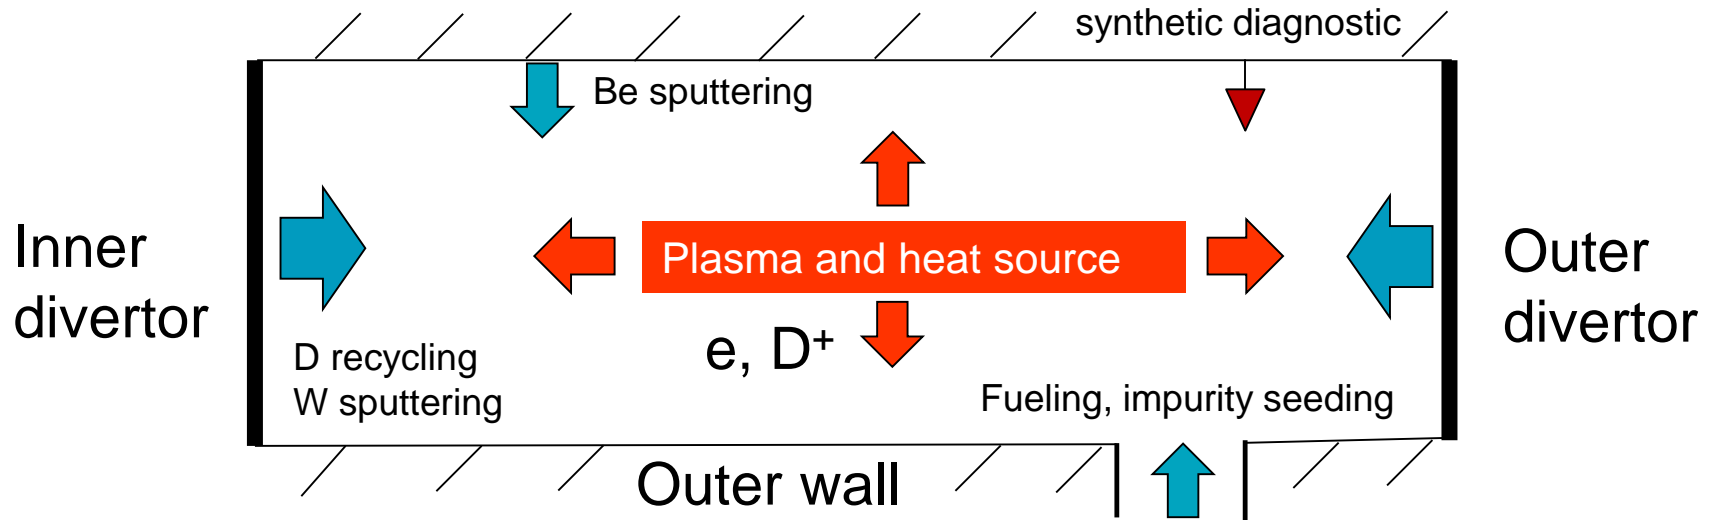 synthetic diagnostic
Be sputtering
Inner
divertor
Plasma and heat source
Outer
divertor
e, D⁺
D recycling
W sputtering
Fueling, impurity seeding
Outer wall